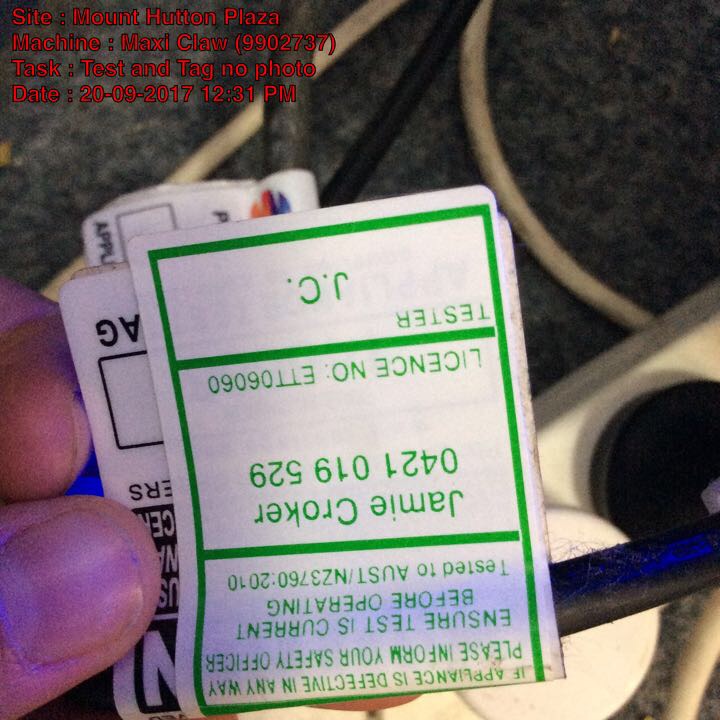 Site : Mount Hutton Plaza
Machine : Maxi Claw (9902737)
Task : Test and Tag no photo
Date : 20-09-2017 12:31 PM
IF APPLIANCE IS DEFECTIVE IN ANY WAY
PLEASE INFORM YOUR SAFETY OFFICER
ENSURE TEST IS CURRENT
BEFORE OPERATING
Tested to AUST/NZ3760:2010
Jamie Croker
0421 019 529
LICENCE NO: ETT06060
TESTER
J.C.